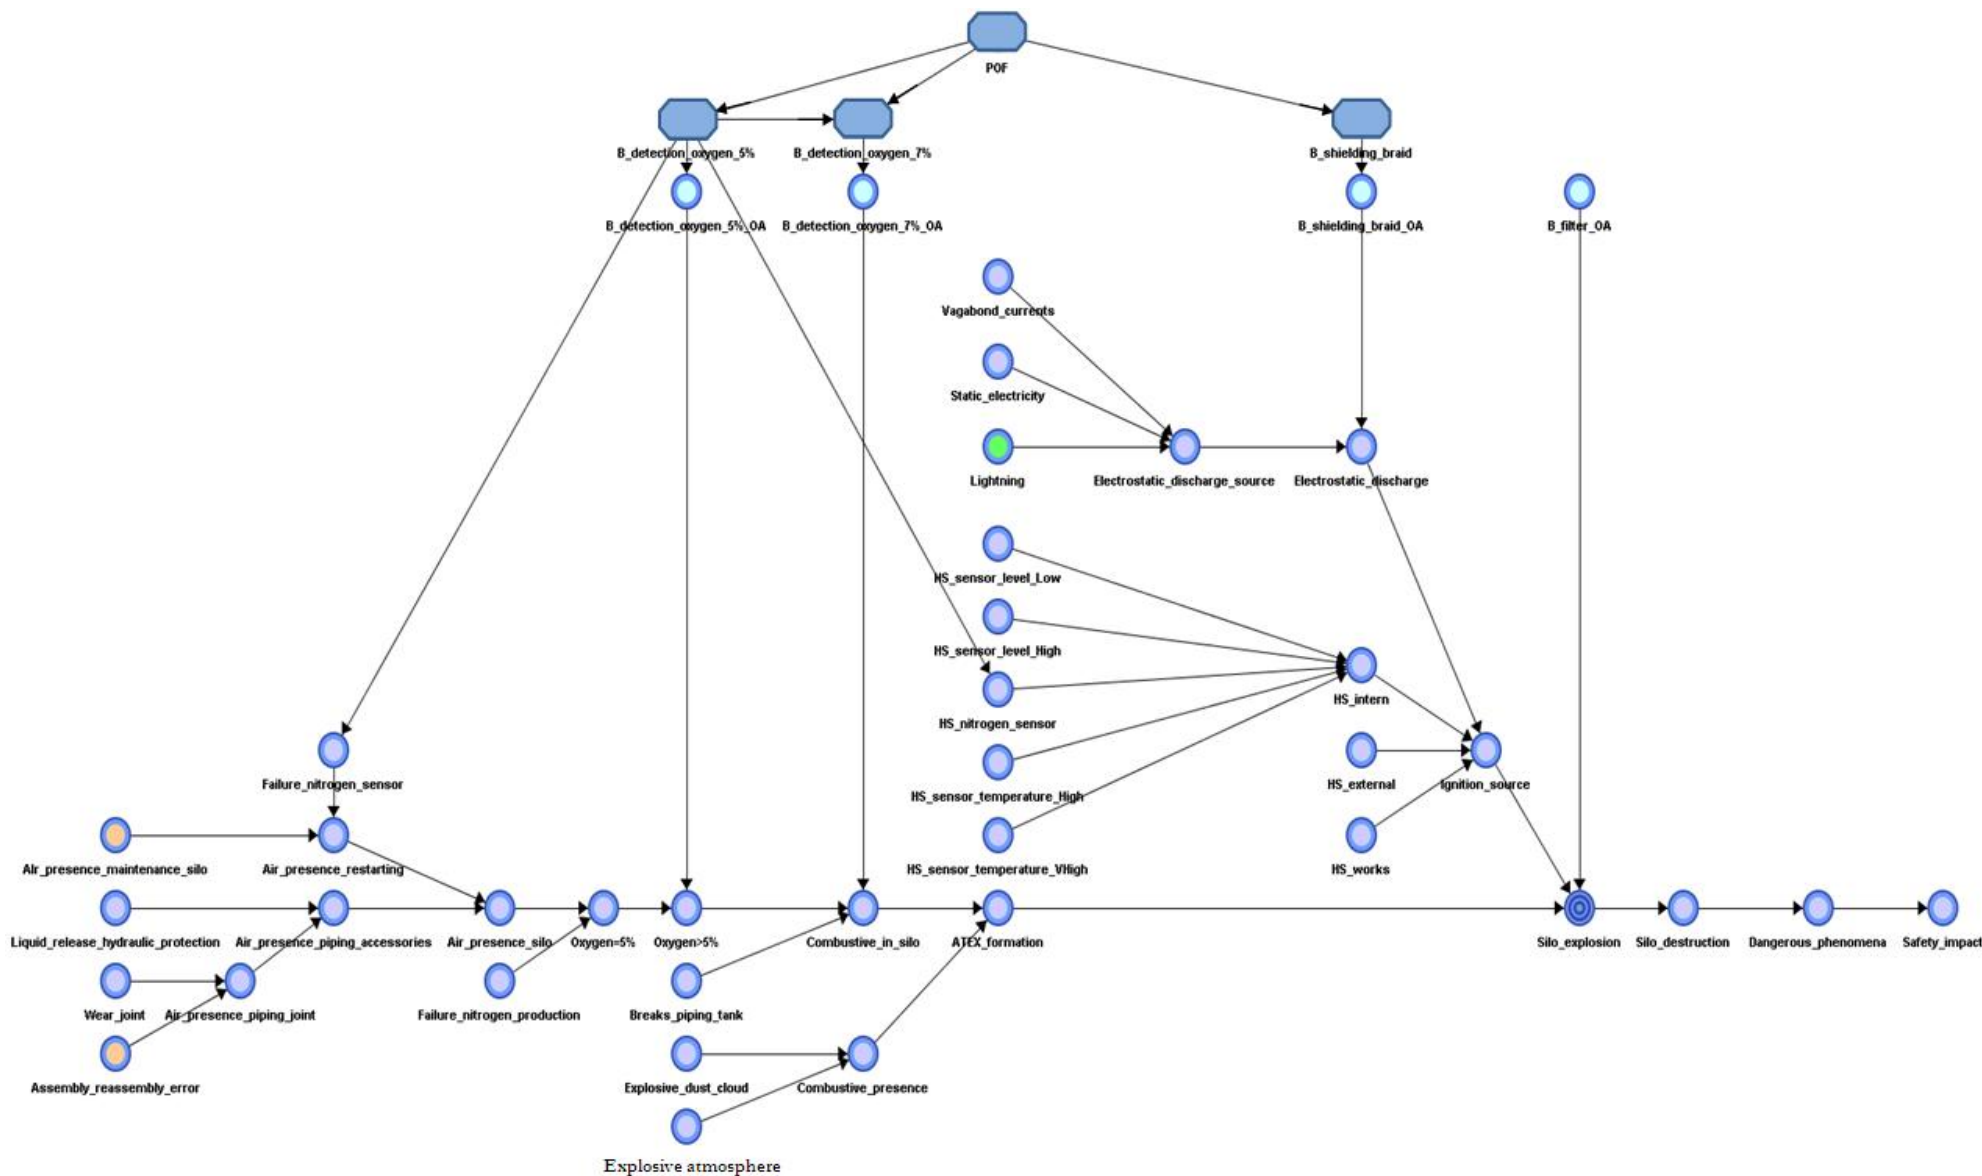 POF
B_detection_oxygen_5% B_detection_oxygen_7% B_shielding_braid
B_detection_oxygen_5%_OA B_detection_oxygen_7%_OA B_shielding_braid_OA B_filter_OA
Vagabond_currents
Static_electricity
Lightning Electrostatic_discharge_source Electrostatic_discharge
HS_sensor_level_Low
HS_sensor_level_High
HS_intern
HS_nitrogen_sensor
Failure_nitrogen_sensor HS_external Ignition_source
HS_sensor_temperature_High
AIr_presence_maintenance_silo Air_presence_restarting HS_sensor_temperature_VHigh HS_works
Liquid_release_hydraulic_protection Air_presence_piping_accessories Air_presence_silo Oxygen=5% Oxygen>5% Combustive_in_silo ATEX_formation Silo_explosion Silo_destruction Dangerous_phenomena Safety_impact
Wear_joint Air_presence_piping_joint Failure_nitrogen_production Breaks_piping_tank
Assembly_reassembly_error Explosive_dust_cloud Combustive_presence
Explosive atmosphere